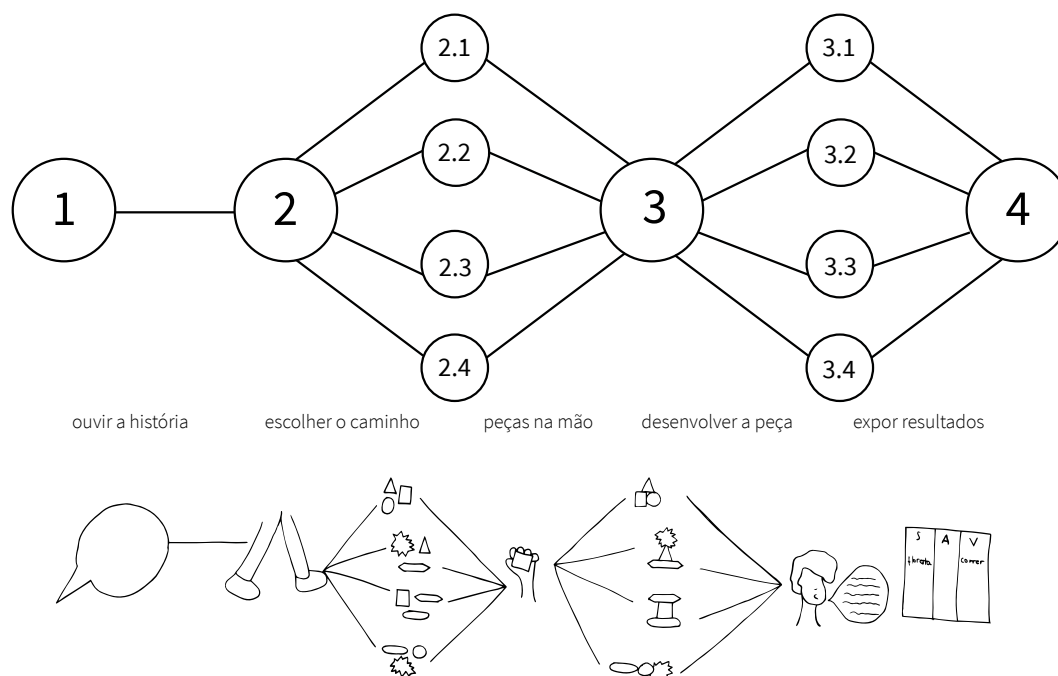 2.1
3.1
2.2
3.2
1
2
3
4
2.3
3.3
2.4
3.4
ouvir a história
escolher o caminho
peças na mão
desenvolver a peça
expor resultados
S A V
floresta correr